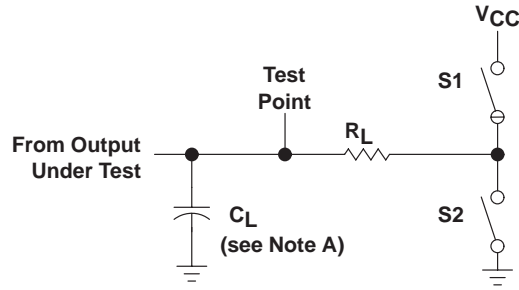 VCC
S1
Test
Point
RL
From Output
Under Test
CL
(see Note A)
S2